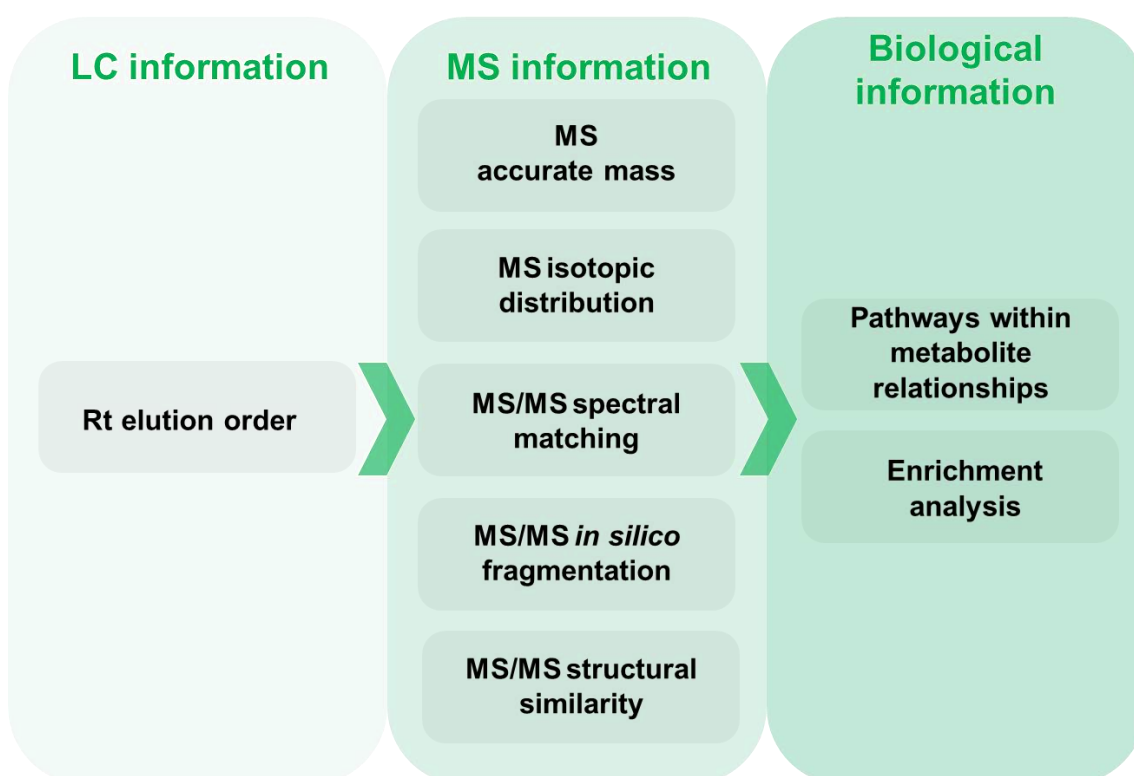 LC information
Rt elution order
MS information
MS
accurate mass
MS isotopic
distribution
MS/MS spectral
matching
MS/MS in silico
fragmentation
MS/MS structural
similarity
Biological
information
Pathways within
metabolite
relationships
Enrichment
analysis